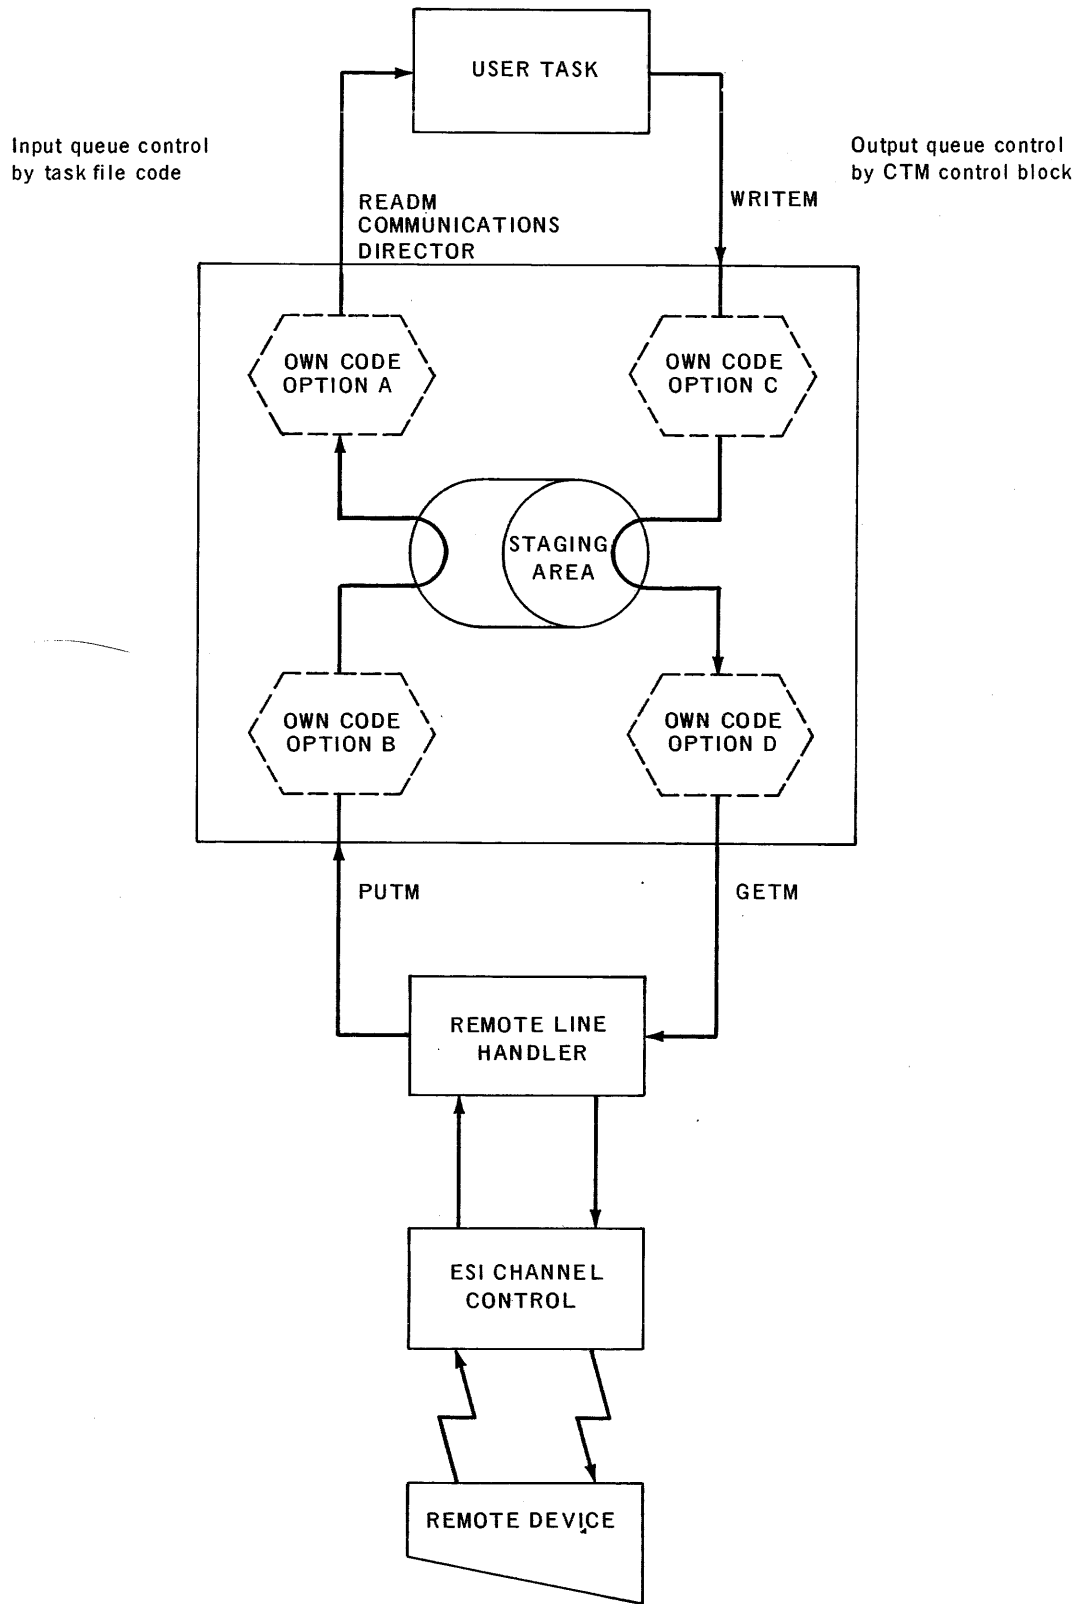 USER TASK
Input queue control
by task file code
Output queue control
by CTM control block
READM
COMMUNICATIONS
DIRECTOR
WRITEM
OWN CODE
OPTION A
OWN CODE
OPTION C
STAGING
AREA
OWN CODE
OPTION B
OWN CODE
OPTION D
PUTM
GETM
REMOTE LINE
HANDLER
ESI CHANNEL
CONTROL
REMOTE DEVICE